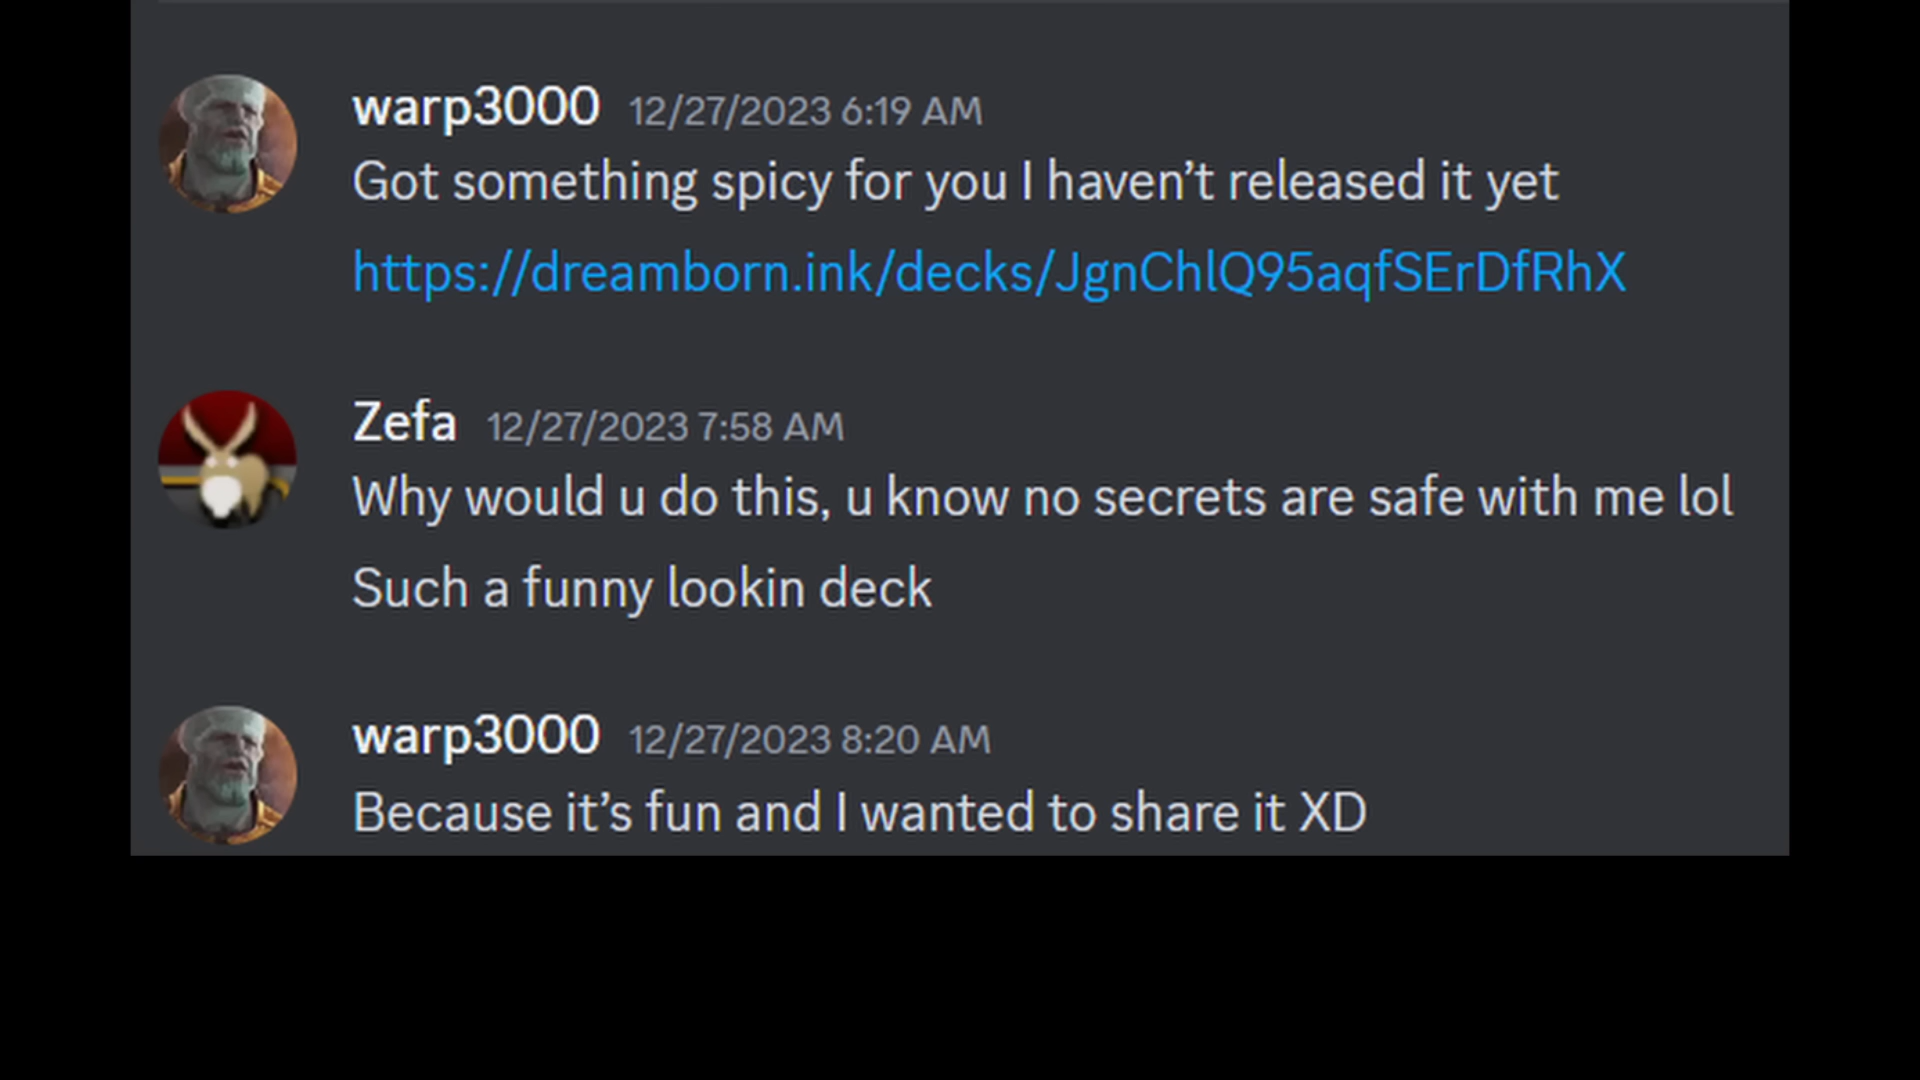 warp3000 12/27/2023 6:19 AM
Got something spicy for you I haven’t released it yet
https://dreamborn.ink/decks/JgnChlQ95aqfSErDfRhX
Zefa 12/27/2023 7:58 AM
Why would u do this, u know no secrets are safe with me lol
Such a funny lookin deck
warp3000 12/27/2023 8:20 AM
Because it’s fun and I wanted to share it XD